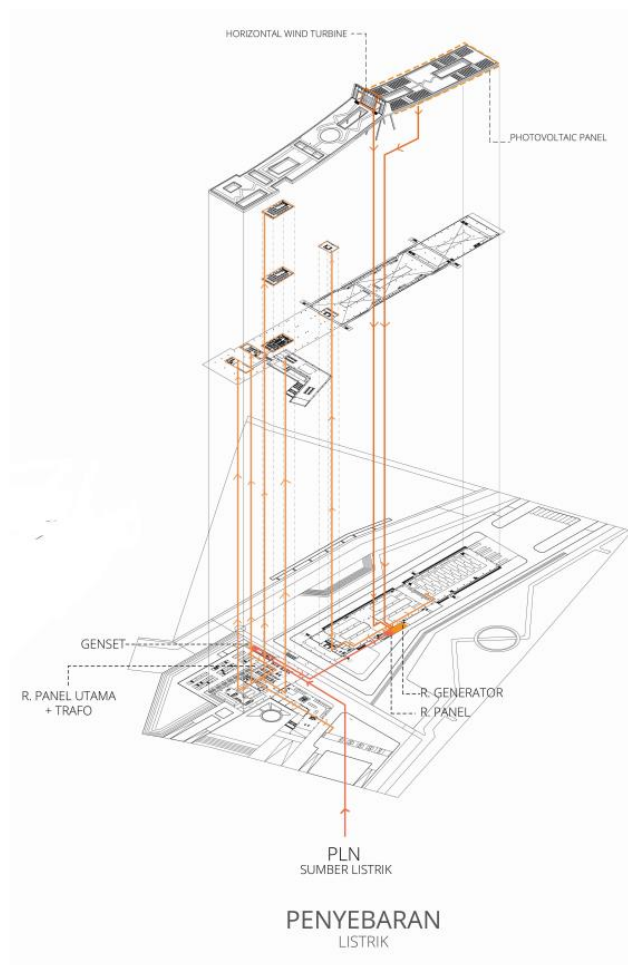 HORIZONTAL WIND TURBINE
PHOTOVOLTAIC PANEL
GENSET
R. PANEL UTAMA
+ TRAFO
R. GENERATOR
R. PANEL
PLN
SUMBER LISTRIK
PENYEBARAN
LISTRIK